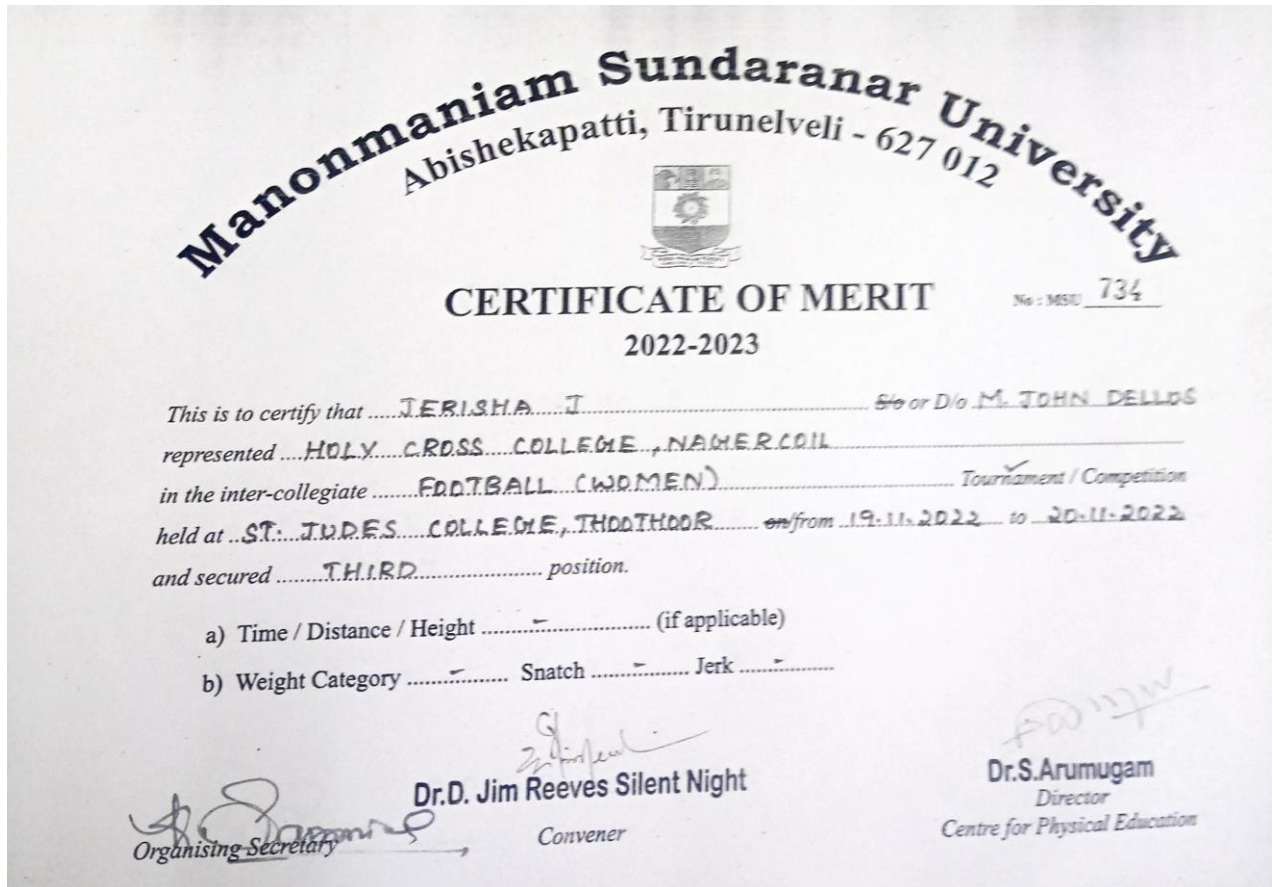 Manonmaniam Sundaranar University
Abishekapatti, Tirunelveli - 627 012
CERTIFICATE OF MERIT
No : MSU 734
2022-2023
This is to certify that JERISHA J S/o or D/o M. JOHN DELLOS
represented HOLY CROSS COLLEGE, NAGERCOIL
in the inter-collegiate FOOTBALL (WOMEN) Tournament / Competition
held at ST. JUDES COLLEGE, THOOTHOOR on/from 19.11.2022 to 20.11.2022
and secured THIRD position.
a) Time / Distance / Height - (if applicable)
b) Weight Category - Snatch - Jerk -
Dr.D. Jim Reeves Silent Night
Dr.S.Arumugam
Director
Organising Secretary
Convener
Centre for Physical Education